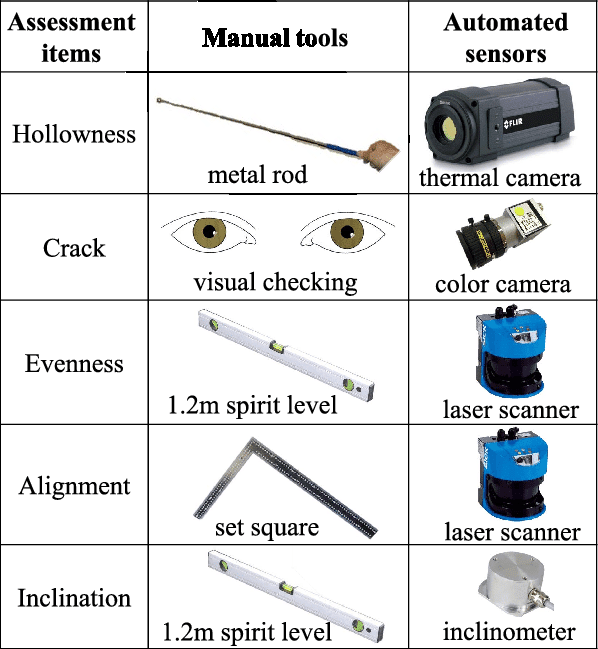 Assessment items
Manual tools
Automated sensors
Hollowness
metal rod
FLIR
thermal camera
Crack
visual checking
color camera
Evenness
1.2m spirit level
laser scanner
Alignment
set square
laser scanner
Inclination
1.2m spirit level
inclinometer